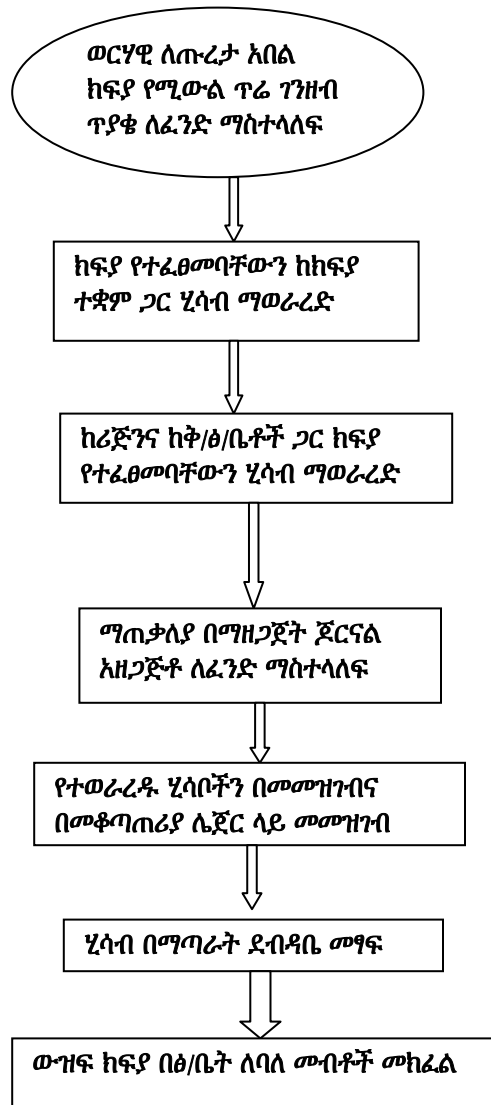 ወርሃዊ ለጡረታ አበል
ክፍያ የሚውል ጥሬ ገንዘብ
ጥያቄ ለፈንድ ማስተላለፍ
ክፍያ የተፈፀመባቸውን ከክፍያ
ተቋም ጋር ሂሳብ ማወራረድ
ከሪጅንና ከቅ/ፅ/ቤቶች ጋር ክፍያ
የተፈፀመባቸውን ሂሳብ ማወራረድ
ማጠቃለያ በማዘጋጀት ጆርናል
አዘጋጅቶ ለፈንድ ማስተላለፍ
የተወራረዱ ሂሳቦችን በመመዝገብና
በመቆጣጠሪያ ሌጀር ላይ መመዝገብ
ሂሳብ በማጣራት ደብዳቤ መፃፍ
ውዝፍ ክፍያ በፅ/ቤት ለባለ መብቶች መክፈል